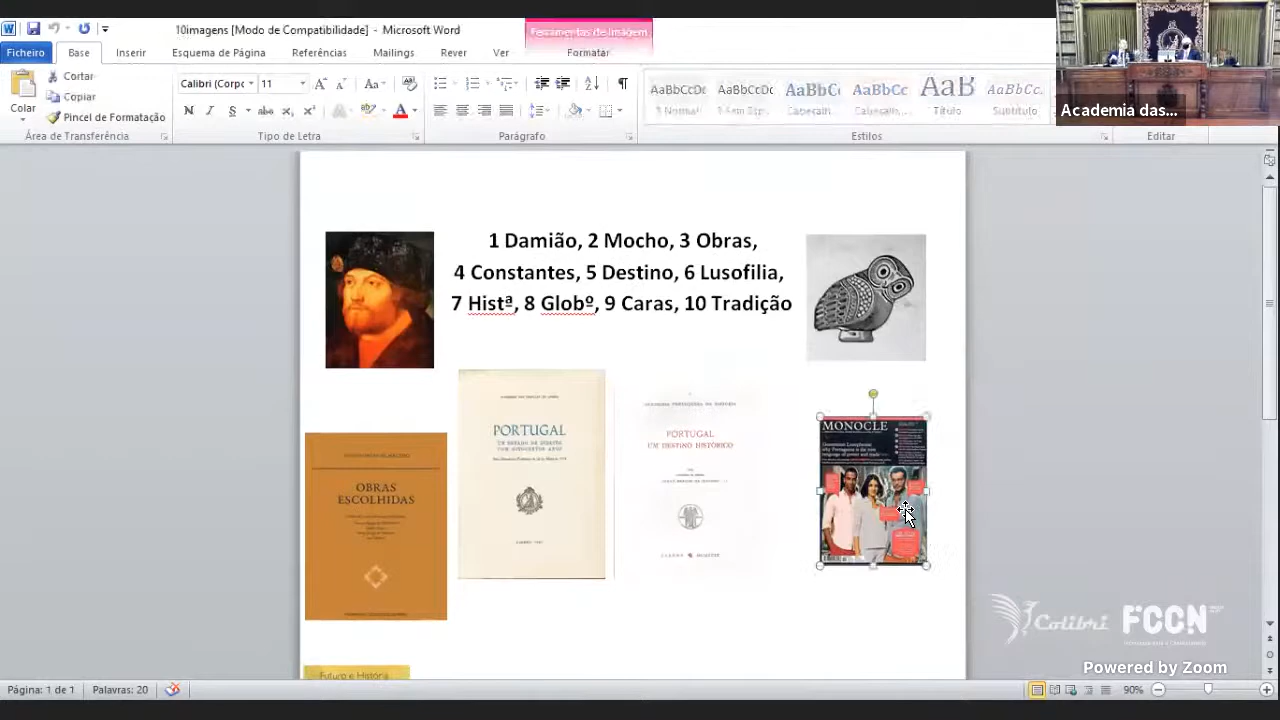 10imagens [Modo de Compatibilidade] - Microsoft Word
Ferramentas de Imagem
Ficheiro Base Inserir Esquema de Página Referências Mailings Rever Ver Formatar
Colar
Cortar
Copiar
Pincel de Formatação
Calibri (Corpc 11
AaBbCcDc AaBbCcDc AaBbC AaBbCc AaB AaBbCc.
Título Subtítulo
Área de Transferência Tipo de Letra Parágrafo Estilos Editar
Academia das...
1 Damião, 2 Mocho, 3 Obras,
4 Constantes, 5 Destino, 6 Lusofilia,
7 Histª, 8 Globº, 9 Caras, 10 Tradição
OBRAS
ESCOLHIDAS
PORTUGAL
PORTUGAL
UM DESTINO HISTÓRICO
MONOCLE
Futuro e História
Colibri FCCN
Powered by Zoom
Página: 1 de 1 Palavras: 20 90%